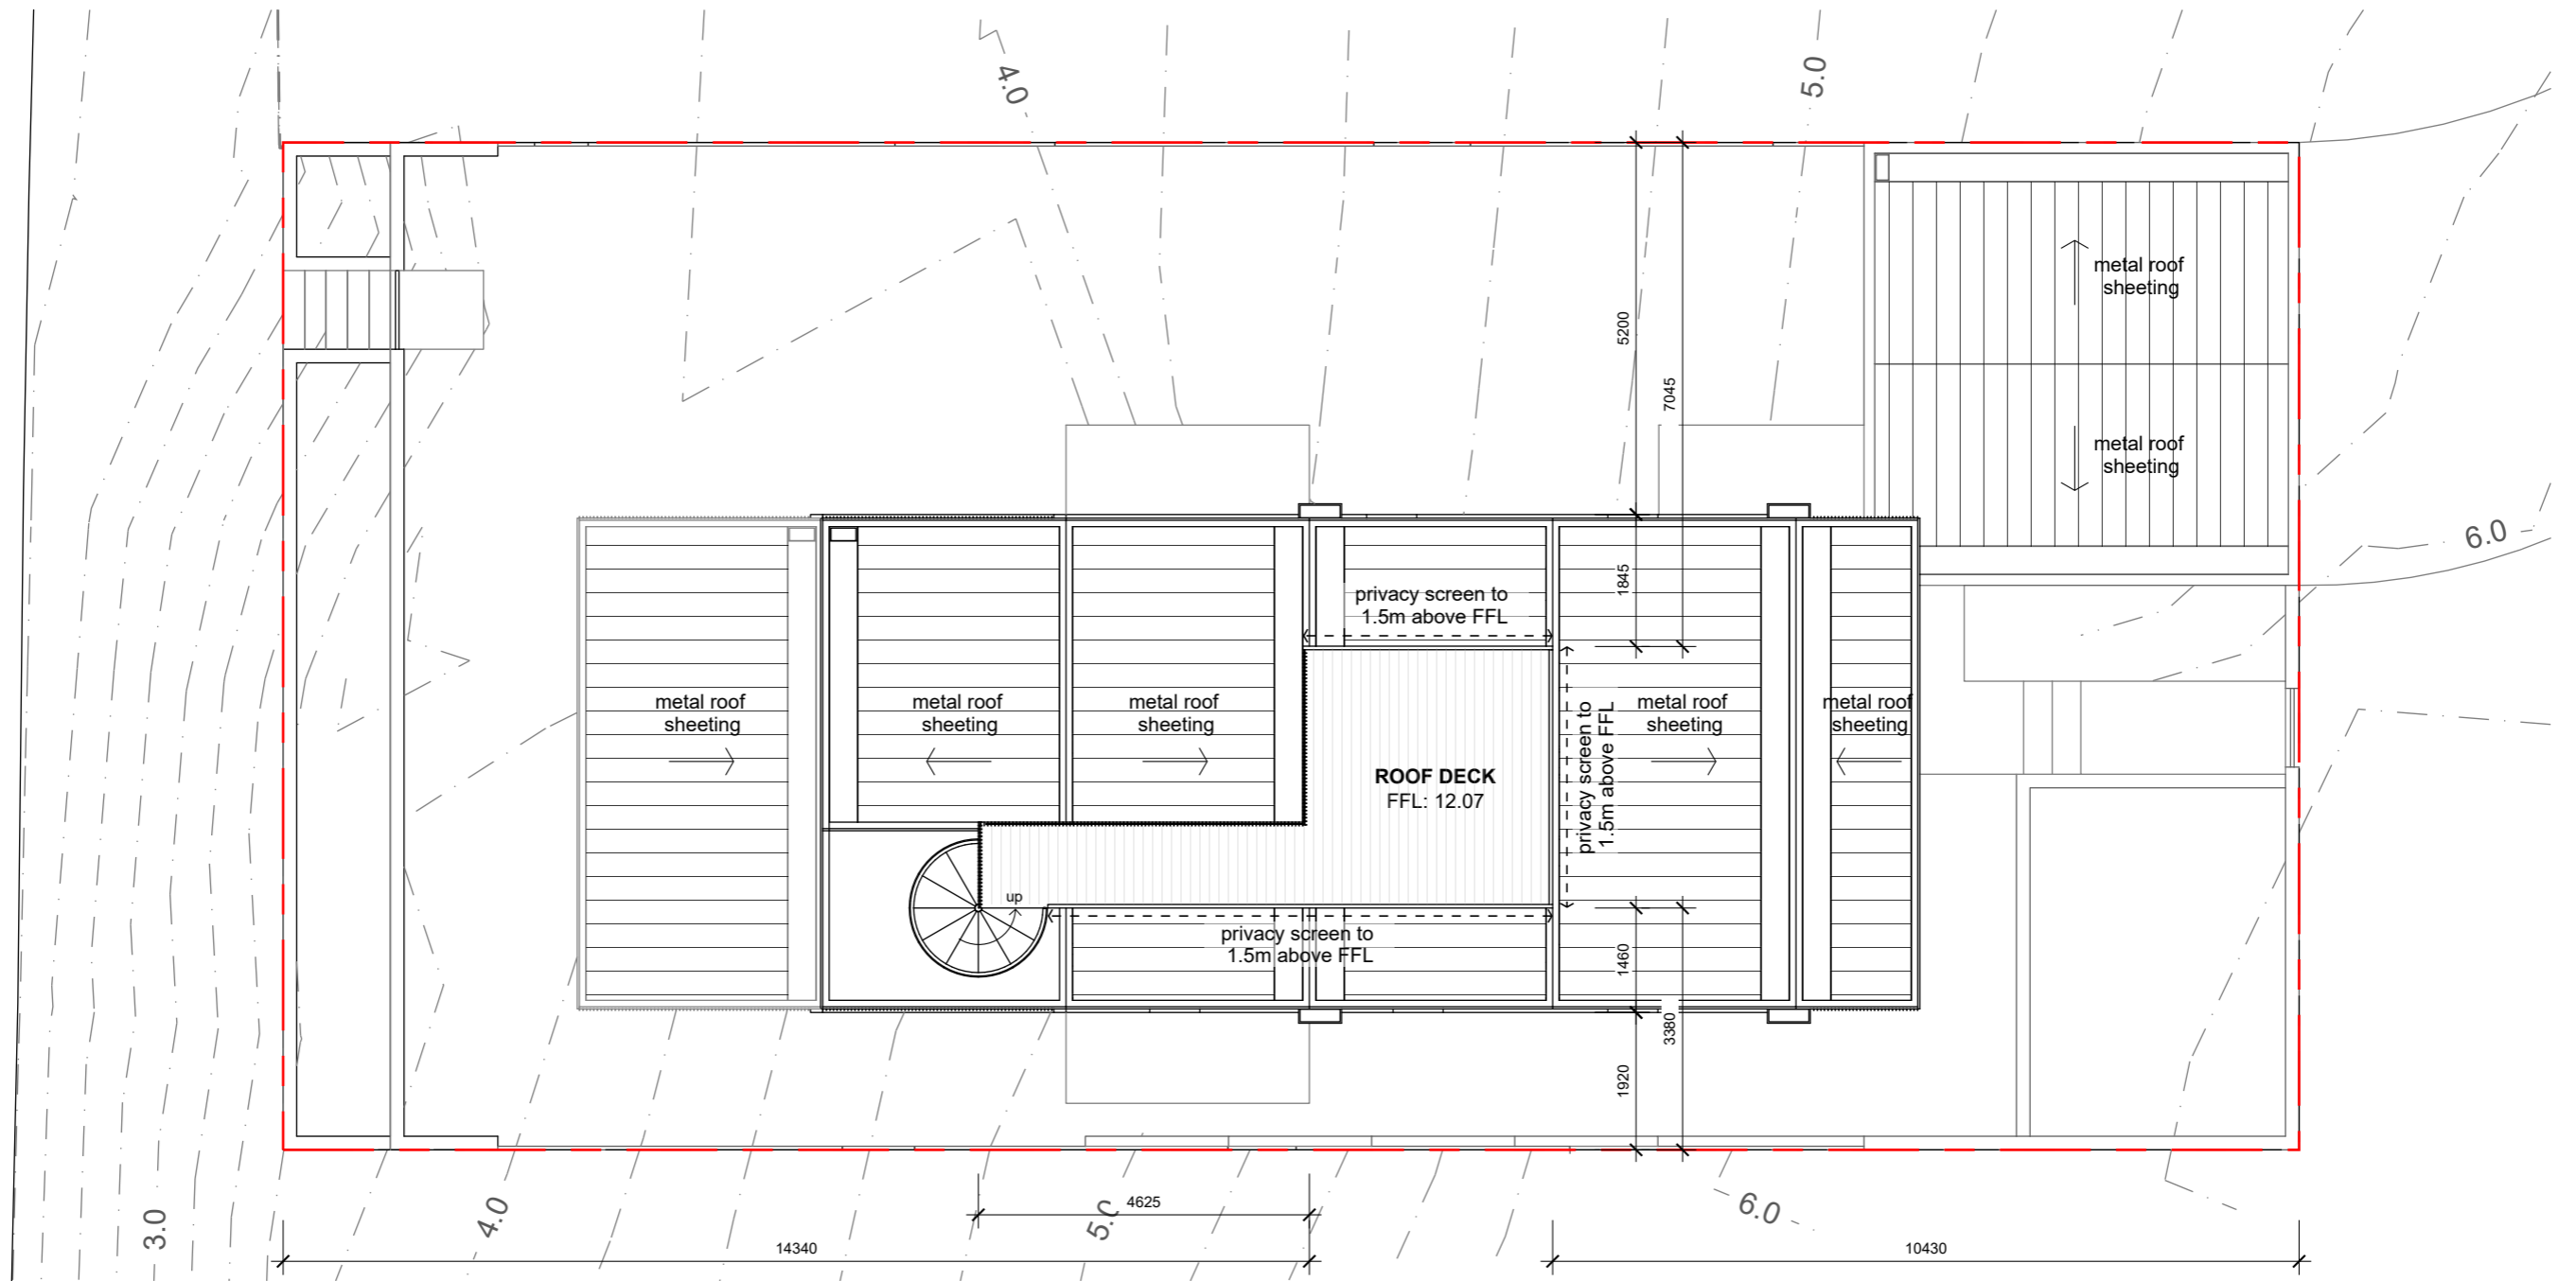 4.0
5.0
metal roof
sheeting
5200
7045
metal roof
sheeting
6.0
1845
privacy screen to
1.5m above FFL
metal roof
sheeting
metal roof
sheeting
metal roof
sheeting
privacy screen to
1.5m above FFL
metal roof
sheeting
metal roof
sheeting
ROOF DECK
FFL: 12.07
up
privacy screen to
1.5m above FFL
1460
3380
1920
3.0
4.0
5.0
4625
6.0
14340
10430